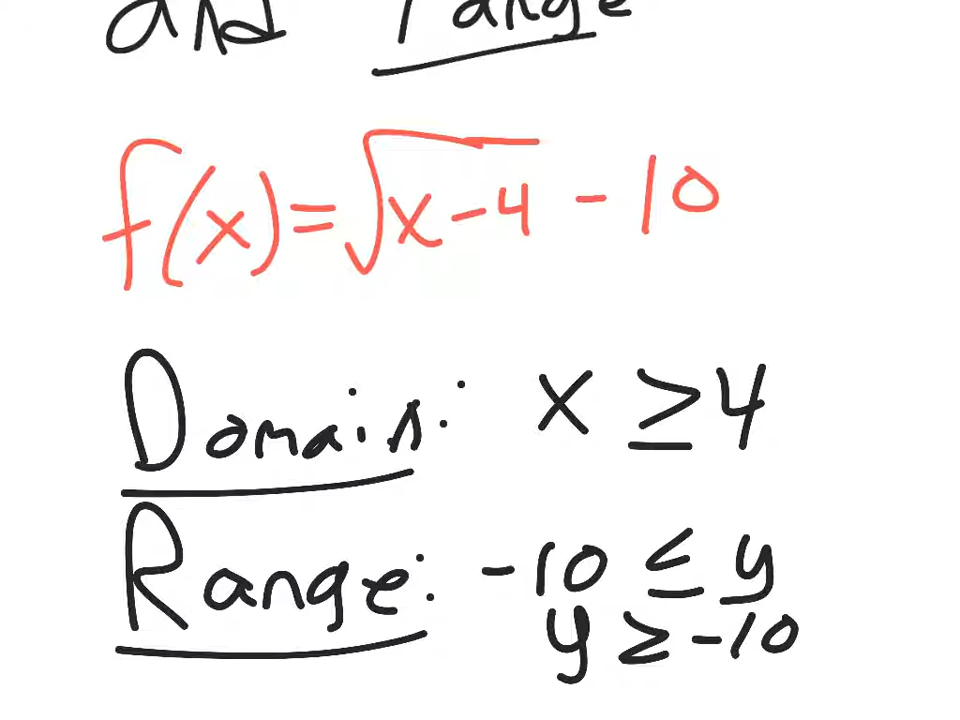 and range
f(x)=√x-4 - 10
Domain: x ≥4
Range: -10 ≤ y
y ≥ -10